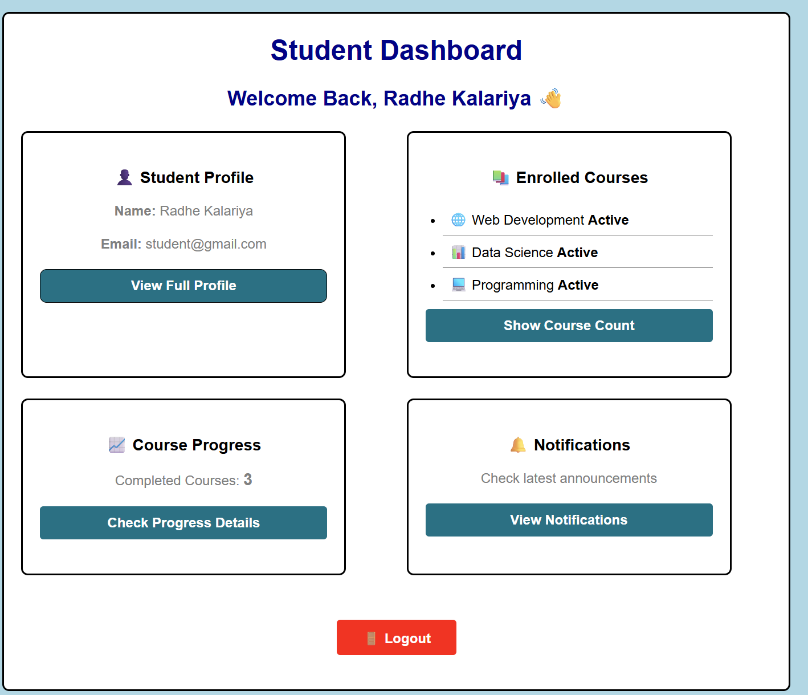 Student Dashboard
Welcome Back, Radhe Kalariya 👋
👤 Student Profile
Name: Radhe Kalariya
Email: student@gmail.com
View Full Profile
📚 Enrolled Courses
• 🌐 Web Development Active
• 📊 Data Science Active
• 💻 Programming Active
Show Course Count
📈 Course Progress
Completed Courses: 3
Check Progress Details
🔔 Notifications
Check latest announcements
View Notifications
🚪 Logout